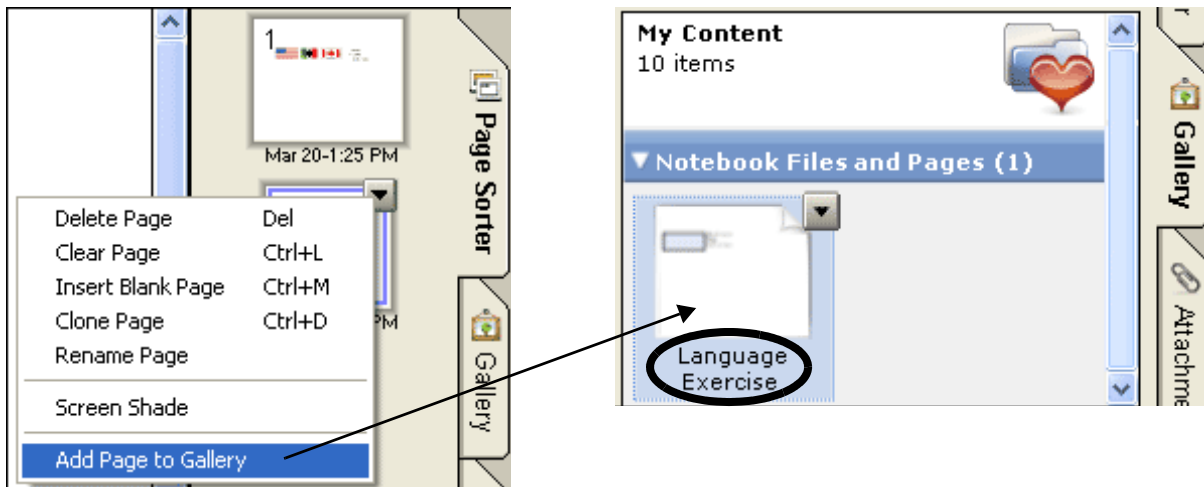 1
Mar 20-1:25 PM
Page Sorter
Delete Page Del
Clear Page Ctrl+L
Insert Blank Page Ctrl+M
Clone Page Ctrl+D
Rename Page
Screen Shade
Add Page to Gallery
PM
Gallery
My Content
10 items
Notebook Files and Pages (1)
Language
Exercise
Gallery
Attachme